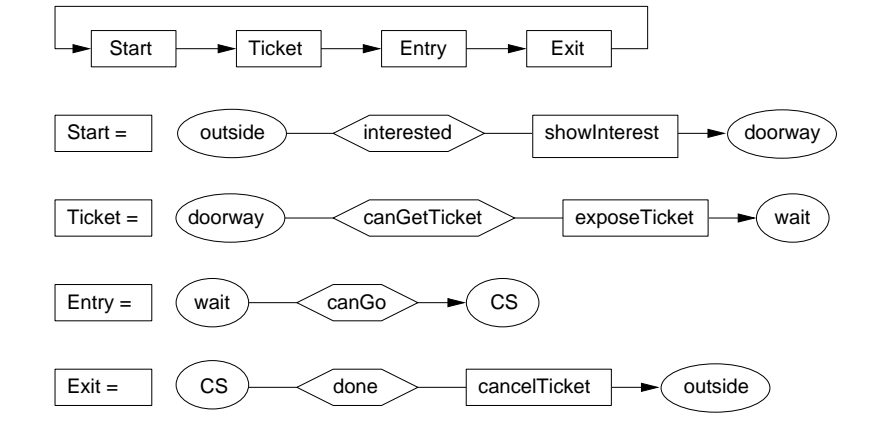 Start Ticket Entry Exit
Start = outside interested showInterest doorway
Ticket = doorway canGetTicket exposeTicket wait
Entry = wait canGo CS
Exit = CS done cancelTicket outside